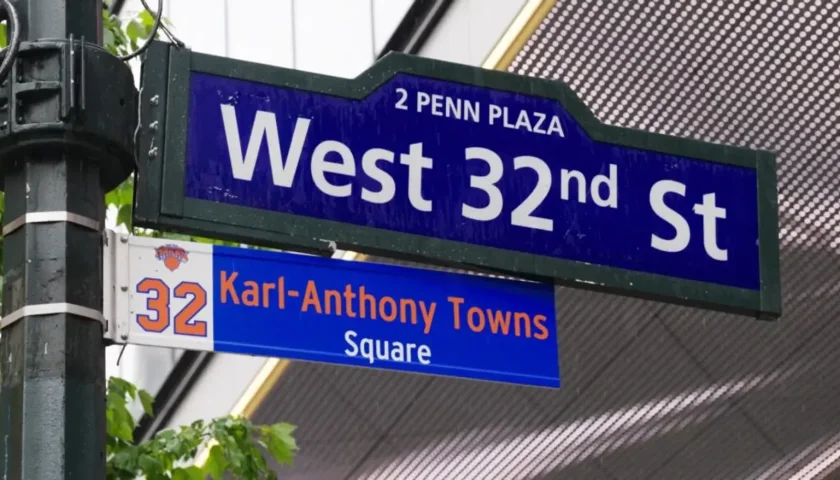 2 PENN PLAZA
West 32nd St
32
Karl-Anthony Towns
Square